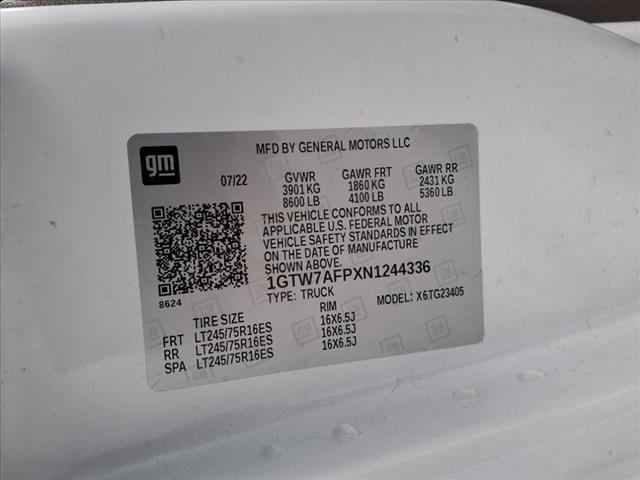 gm
MFD BY GENERAL MOTORS LLC
07/22 GVWR GAWR FRT GAWR RR
3901 KG 1860 KG 2431 KG
8600 LB 4100 LB 5360 LB
THIS VEHICLE CONFORMS TO ALL
APPLICABLE U.S. FEDERAL MOTOR
VEHICLE SAFETY STANDARDS IN EFFECT
ON THE DATE OF MANUFACTURE
SHOWN ABOVE.
8624 1GTW7AFPXN1244336
TYPE: TRUCK MODEL: X6TG23405
TIRE SIZE RIM
FRT LT245/75R16ES 16X6.5J
RR LT245/75R16ES 16X6.5J
SPA LT245/75R16ES 16X6.5J